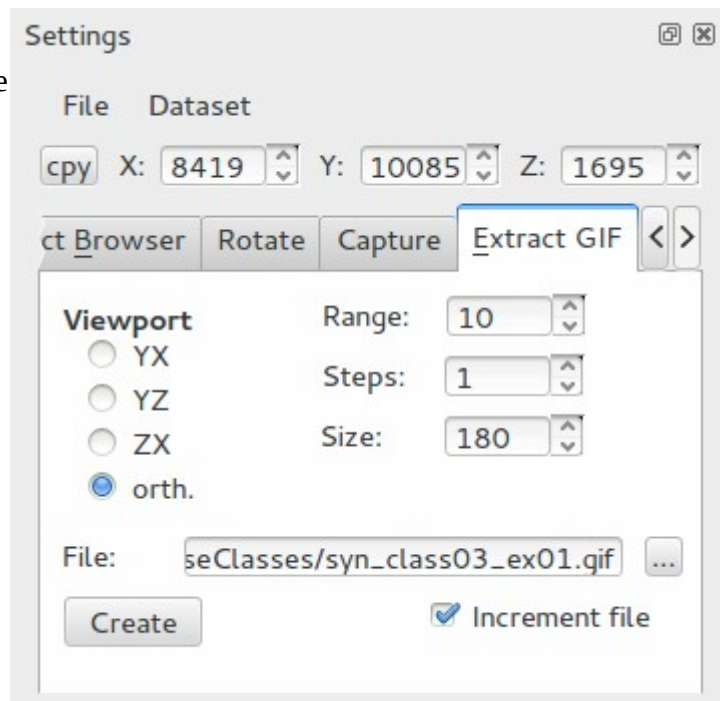 Settings
e
File Dataset
cpy X: 8419 Y: 10085 Z: 1695
ct Browser Rotate Capture Extract GIF < >
Viewport Range: 10
YX
Steps: 1
YZ
ZX Size: 180
orth.
File: seClasses/syn_class03_ex01.gif ...
Create Increment file